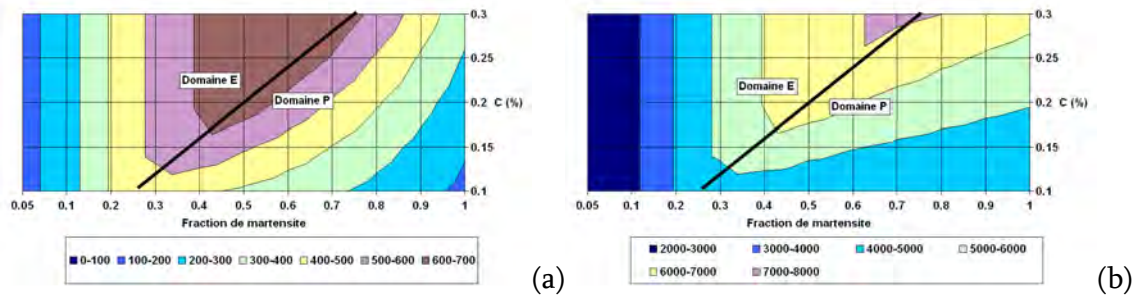 0.3
0.25
0.2 C (%)
0.15
0.1
Domaine E
Domaine P
0.05 0.1 0.2 0.3 0.4 0.5 0.6 0.7 0.8 0.9 1
Fraction de martensite
0-100 100-200 200-300 300-400 400-500 500-600 600-700
(a)
0.3
0.25
0.2 C (%)
0.15
0.1
Domaine E
Domaine P
0.05 0.1 0.2 0.3 0.4 0.5 0.6 0.7 0.8 0.9 1
Fraction de martensite
2000-3000 3000-4000 4000-5000 5000-6000
6000-7000 7000-8000
(b)